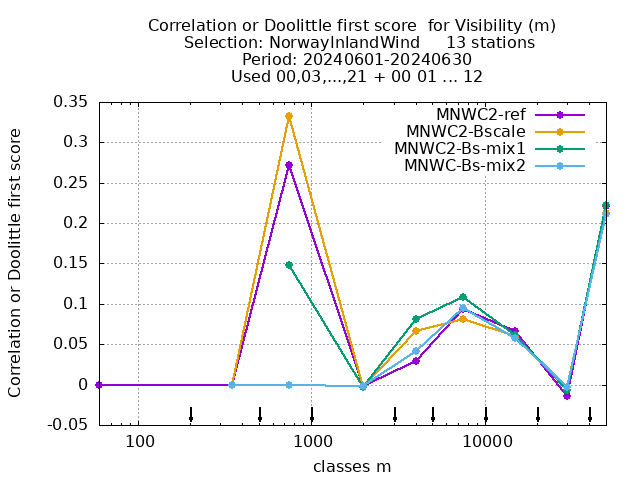 Correlation or Doolittle first score  for Visibility (m)
Selection: NorwayInlandWind     13 stations
Period: 20240601-20240630
Used 00,03,...,21 + 00 01 ... 12
MNWC2-ref
MNWC2-Bscale
MNWC2-Bs-mix1
MNWC-Bs-mix2
Correlation or Doolittle first score
0.35
0.3
0.25
0.2
0.15
0.1
0.05
0
-0.05
100 1000 10000
classes m